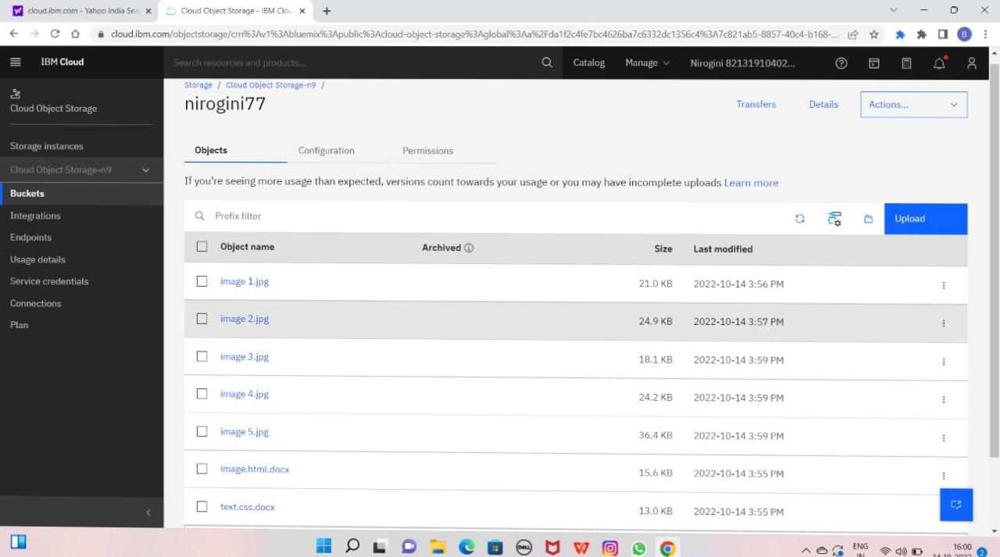 cloud.ibm.com - Yahoo India Sea
Cloud Object Storage - IBM Clou
cloud.ibm.com/objectstorage/crn%3Av1%3Abluemix%3Apublic%3Acloud-object-storage%3Aglobal%3Aa%2Fda1f2c4fe7bc4626ba7c6332dc1356c4%3A7c821ab5-8857-40c4-b168-...
B
IBM Cloud
Search resources and products...
Catalog
Manage
Nirogini 82131910402...
Storage / Cloud Object Storage-n9 /
nirogini77
Transfers
Details
Actions...
Cloud Object Storage
Storage instances
Cloud Object Storage-n9
Buckets
Integrations
Endpoints
Usage details
Service credentials
Connections
Plan
Objects
Configuration
Permissions
If you're seeing more usage than expected, versions count towards your usage or you may have incomplete uploads Learn more
Prefix filter
Upload
Object name Archived Size Last modified
image 1.jpg 21.0 KB 2022-10-14 3:56 PM
image 2.jpg 24.9 KB 2022-10-14 3:57 PM
image 3.jpg 18.1 KB 2022-10-14 3:59 PM
image 4.jpg 24.2 KB 2022-10-14 3:59 PM
image 5.jpg 36.4 KB 2022-10-14 3:59 PM
image.html.docx 15.6 KB 2022-10-14 3:55 PM
text.css.docx 13.0 KB 2022-10-14 3:55 PM
DELL
ENG
IN
16:00
2